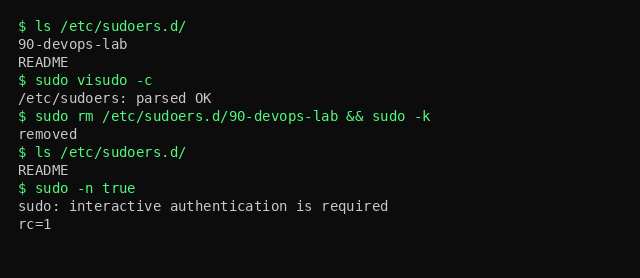 $ ls /etc/sudoers.d/
90-devops-lab
README
$ sudo visudo -c
/etc/sudoers: parsed OK
$ sudo rm /etc/sudoers.d/90-devops-lab && sudo -k
removed
$ ls /etc/sudoers.d/
README
$ sudo -n true
sudo: interactive authentication is required
rc=1